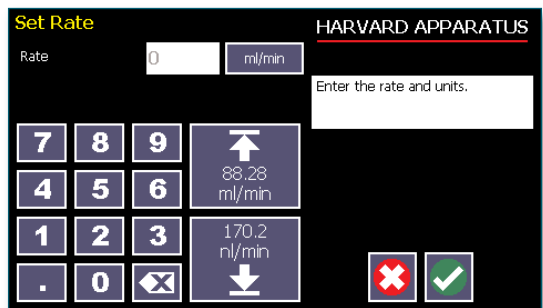 Set Rate
HARVARD APPARATUS
Rate
0
ml/min
Enter the rate and units.
7 8 9
88.28
ml/min
4 5 6
1 2 3
170.2
nl/min
. 0